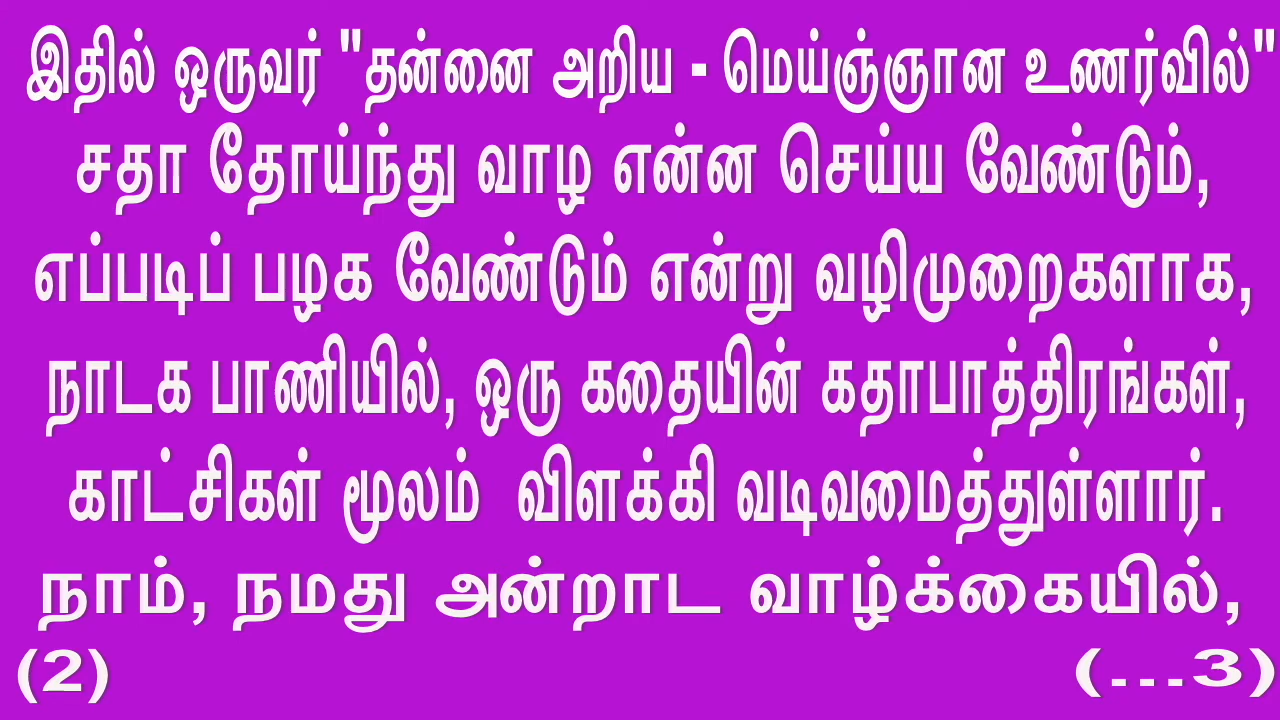 இதில் ஒருவர் "தன்னை அறிய - மெய்ஞ்ஞான உணர்வில்"
சதா தோய்ந்து வாழ என்ன செய்ய வேண்டும்,
எப்படிப் பழக வேண்டும் என்று வழிமுறைகளாக,
நாடக பாணியில், ஒரு கதையின் கதாபாத்திரங்கள்,
காட்சிகள் மூலம் விளக்கி வடிவமைத்துள்ளார்.
நாம், நமது அன்றாட வாழ்க்கையில்,
(2) (...3)